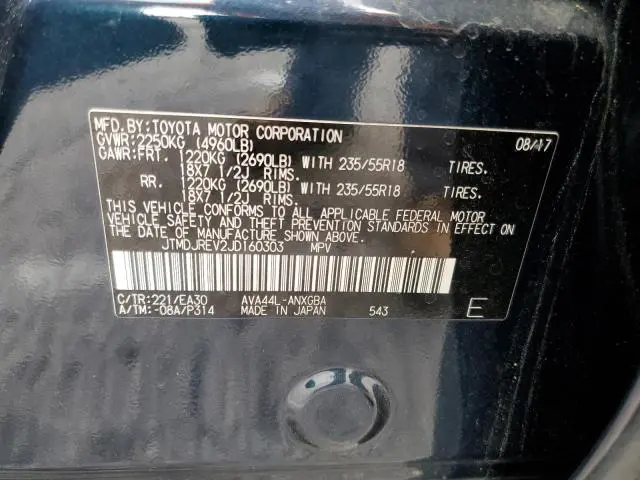 MFD.BY:TOYOTA MOTOR CORPORATION 08/17
GVWR:2250KG (4960LB)
GAWR:FRT. 1220KG (2690LB) WITH 235/55R18 TIRES.
18X7 1/2J RIMS.
RR. 1220KG (2690LB) WITH 235/55R18 TIRES.
18X7 1/2J RIMS.
THIS VEHICLE CONFORMS TO ALL APPLICABLE FEDERAL MOTOR
VEHICLE SAFETY AND THEFT PREVENTION STANDARDS IN EFFECT ON
THE DATE OF MANUFACTURE SHOWN ABOVE.
JTMDJREV2JD160303 MPV
C/TR:221/EA30 AVA44L-ANXGBA
A/TM:-08A/P314 MADE IN JAPAN 543 E